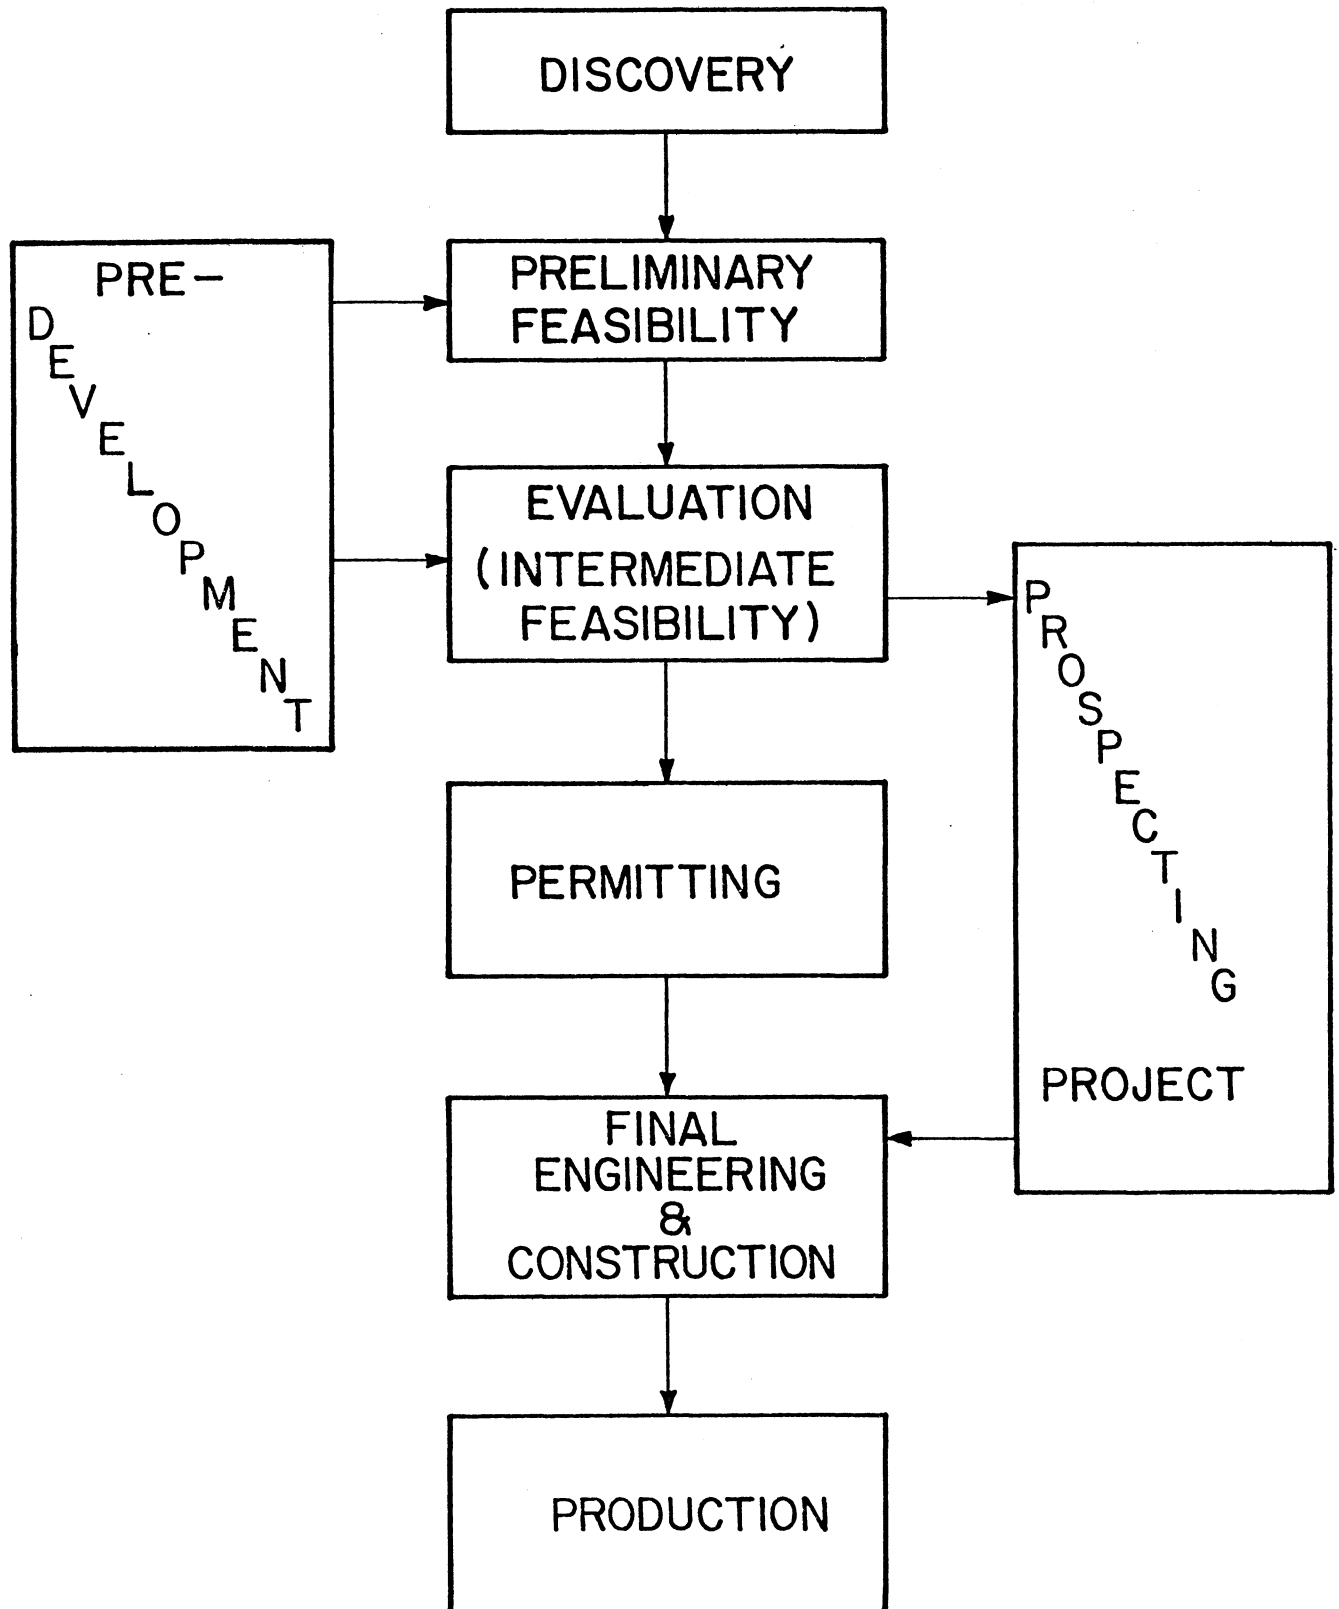 DISCOVERY
PRE-
DEVELOPMENT
PRELIMINARY
FEASIBILITY
EVALUATION
(INTERMEDIATE
FEASIBILITY)
PROSPECTING
PROJECT
PERMITTING
FINAL
ENGINEERING
&
CONSTRUCTION
PRODUCTION